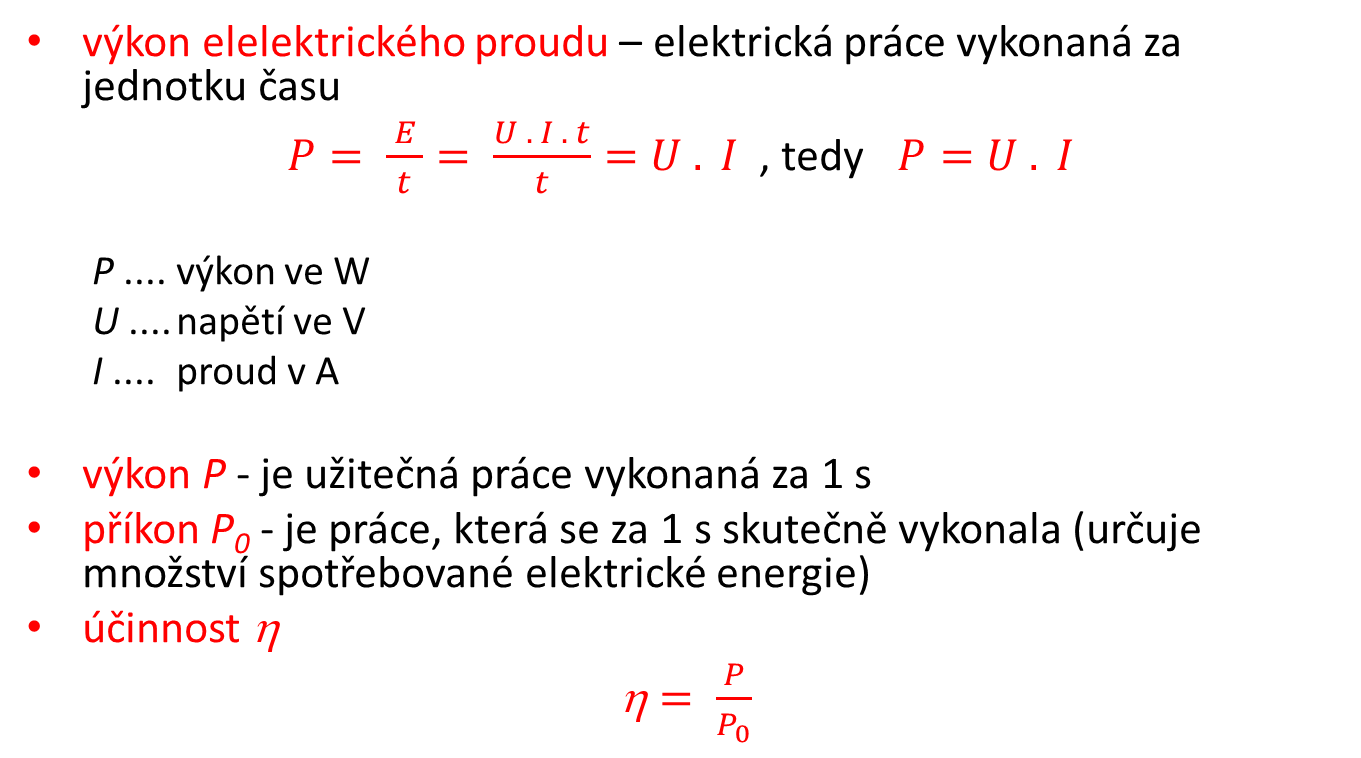 • výkon elelektrického proudu – elektrická práce vykonaná za
jednotku času
P = E/t = U . I . t/t = U . I , tedy P = U . I
P .... výkon ve W
U .... napětí ve V
I .... proud v A
• výkon P - je užitečná práce vykonaná za 1 s
• příkon P₀ - je práce, která se za 1 s skutečně vykonala (určuje
množství spotřebované elektrické energie)
• účinnost η
η = P/P₀